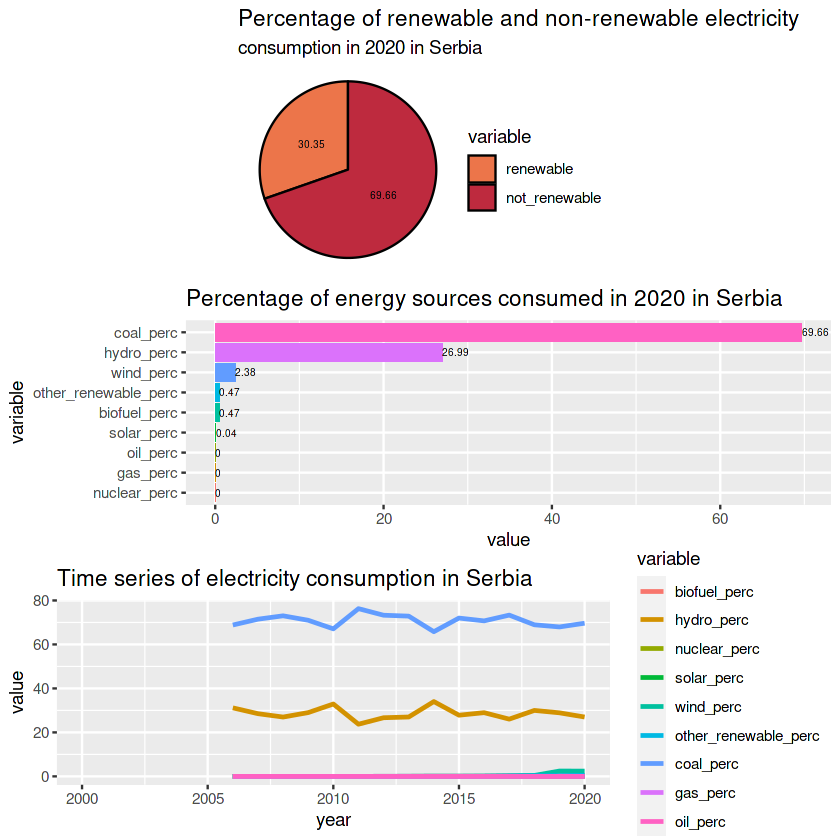 Percentage of renewable and non-renewable electricity
consumption in 2020 in Serbia
30.35
69.66
variable
renewable
not_renewable
Percentage of energy sources consumed in 2020 in Serbia
variable
coal_perc
69.66
hydro_perc
26.99
wind_perc
2.38
other_renewable_perc
0.47
biofuel_perc
0.47
solar_perc
0.04
oil_perc
0
gas_perc
0
nuclear_perc
0
0
20
40
60
value
Time series of electricity consumption in Serbia
value
80
60
40
20
0
2000
2005
2010
2015
2020
year
variable
biofuel_perc
hydro_perc
nuclear_perc
solar_perc
wind_perc
other_renewable_perc
coal_perc
gas_perc
oil_perc